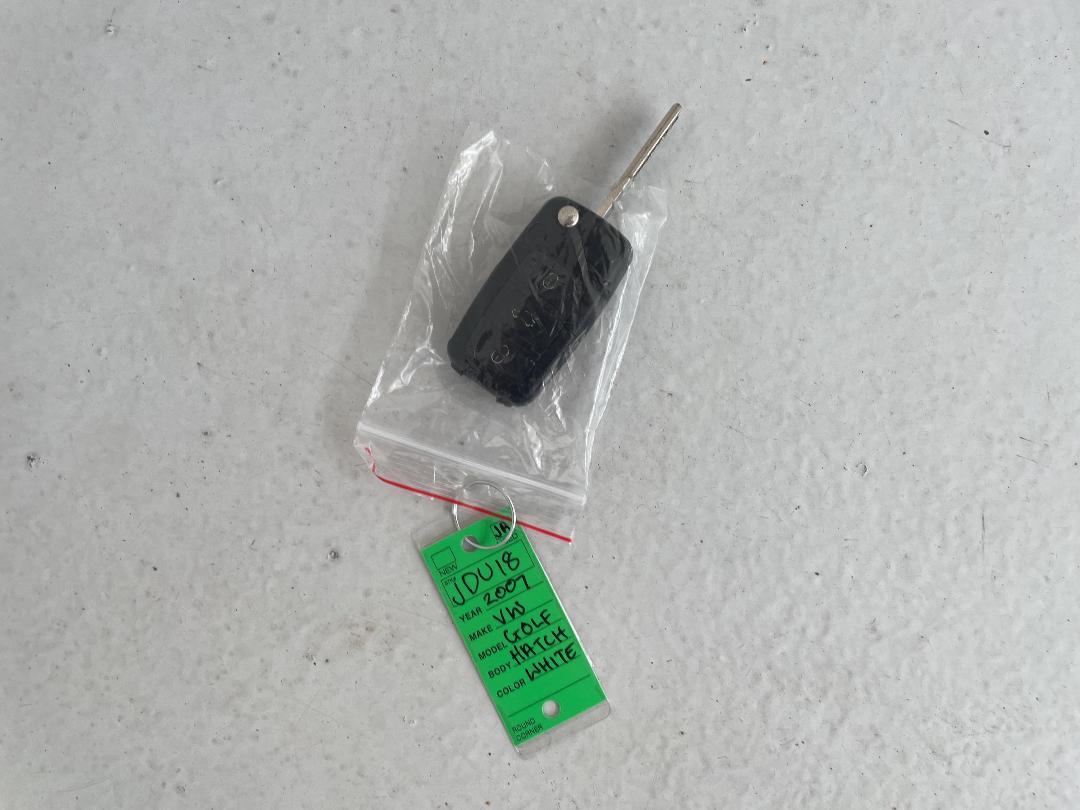 NEW
JDU18
YEAR 2007
MAKE VW
MODEL GOLF
BODY HATCH
COLOR WHITE
ROUND
CORNER